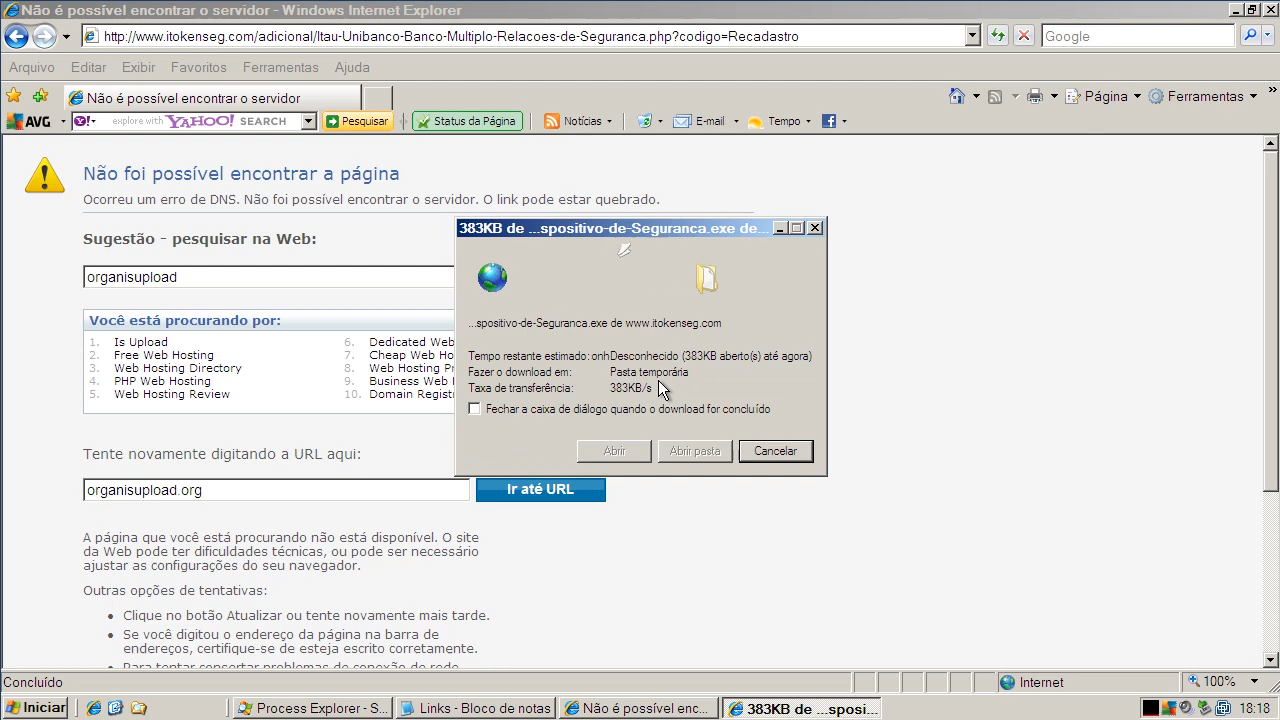 Não é possível encontrar o servidor - Windows Internet Explorer
http://www.itokenseg.com/adicional/Itau-Unibanco-Banco-Multiplo-Relacoes-de-Seguranca.php?codigo=Recadastro
Google
Arquivo Editar Exibir Favoritos Ferramentas Ajuda
Não é possível encontrar o servidor
Página Ferramentas »
AVG Y! explore with YAHOO! SEARCH Pesquisar Status da Página Notícias E-mail Tempo
Não foi possível encontrar a página
Ocorreu um erro de DNS. Não foi possível encontrar o servidor. O link pode estar quebrado.
Sugestão - pesquisar na Web:
organisupload
Você está procurando por:
1. Is Upload
2. Free Web Hosting
3. Web Hosting Directory
4. PHP Web Hosting
5. Web Hosting Review
6. Dedicated Web
7. Cheap Web Ho
8. Web Hosting Pr
9. Business Web
10. Domain Regist
383KB de ...spositivo-de-Seguranca.exe de...
...spositivo-de-Seguranca.exe de www.itokenseg.com
Tempo restante estimado: onhDesconhecido (383KB aberto(s) até agora)
Fazer o download em: Pasta temporária
Taxa de transferência: 383KB/s
Fechar a caixa de diálogo quando o download for concluído
Abrir Abrir pasta Cancelar
Tente novamente digitando a URL aqui:
organisupload.org
Ir até URL
A página que você está procurando não está disponível. O site
da Web pode ter dificuldades técnicas, ou pode ser necessário
ajustar as configurações do seu navegador.
Outras opções de tentativas:
• Clique no botão Atualizar ou tente novamente mais tarde.
• Se você digitou o endereço da página na barra de
endereços, certifique-se de esteja escrito corretamente.
• Para tentar consertar problemas de conexão de rede
Concluído
Internet
100%
Iniciar
Process Explorer - S...
Links - Bloco de notas
Não é possível enc...
383KB de ...sposi...
18:18